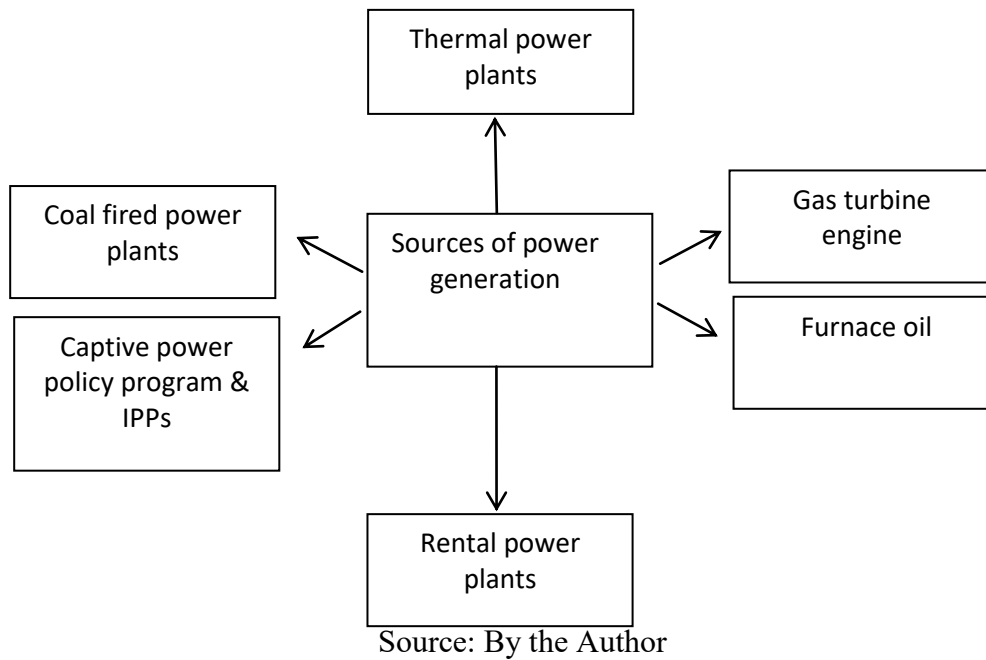 Thermal power
plants
Coal fired power
plants
Sources of power
generation
Gas turbine
engine
Captive power
policy program &
IPPs
Furnace oil
Rental power
plants
Source: By the Author